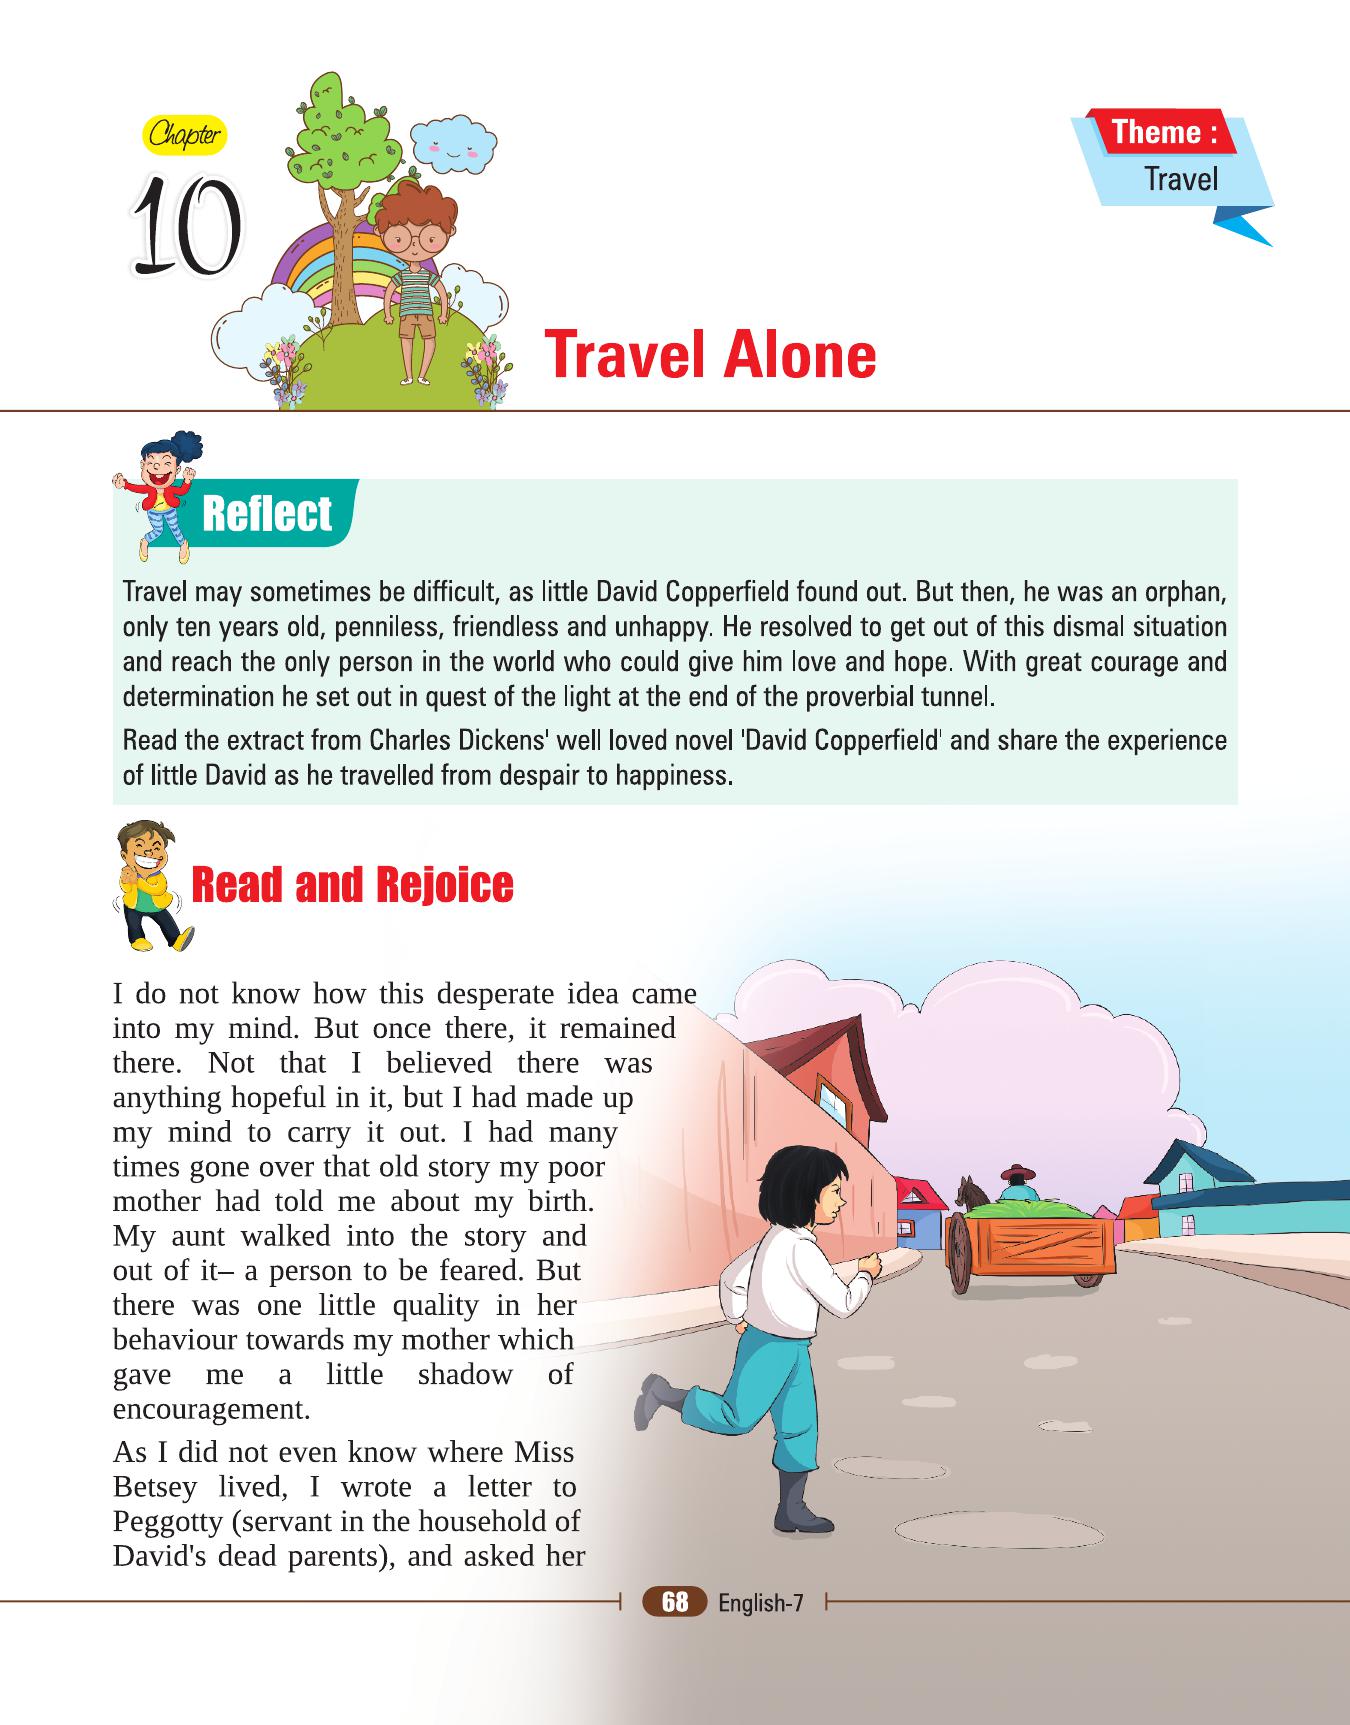 Chapter
10
Theme :
Travel
Travel Alone
Reflect
Travel may sometimes be difficult, as little David Copperfield found out. But then, he was an orphan,
only ten years old, penniless, friendless and unhappy. He resolved to get out of this dismal situation
and reach the only person in the world who could give him love and hope. With great courage and
determination he set out in quest of the light at the end of the proverbial tunnel.
Read the extract from Charles Dickens' well loved novel 'David Copperfield' and share the experience
of little David as he travelled from despair to happiness.
Read and Rejoice
I do not know how this desperate idea came
into my mind. But once there, it remained
there. Not that I believed there was
anything hopeful in it, but I had made up
my mind to carry it out. I had many
times gone over that old story my poor
mother had told me about my birth.
My aunt walked into the story and
out of it– a person to be feared. But
there was one little quality in her
behaviour towards my mother which
gave me a little shadow of
encouragement.
As I did not even know where Miss
Betsey lived, I wrote a letter to
Peggotty (servant in the household of
David's dead parents), and asked her
68 English-7